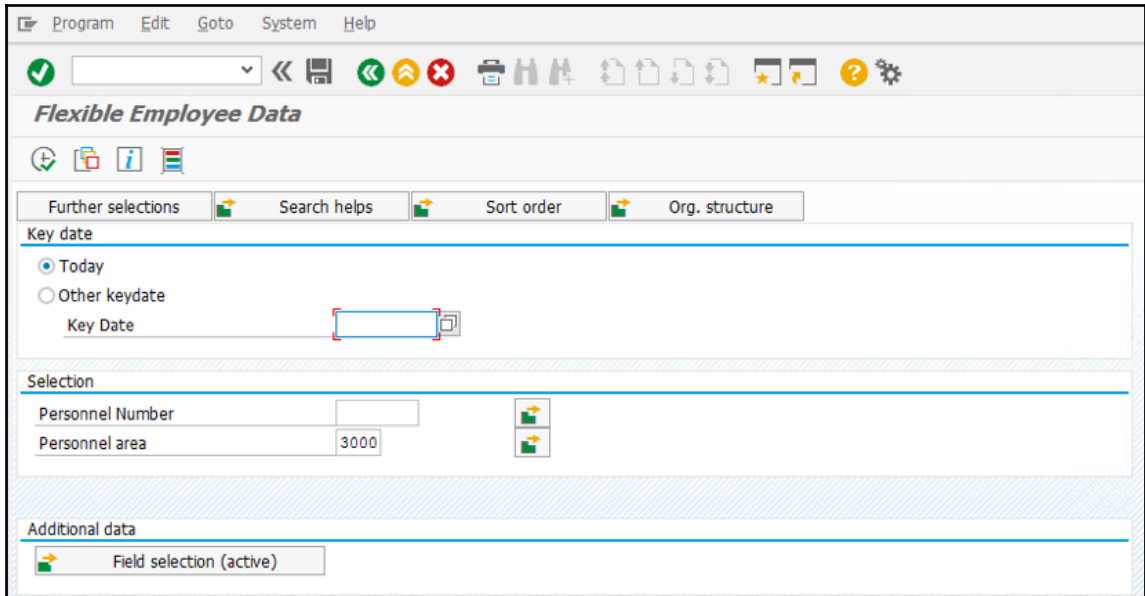 Program Edit Goto System Help
Flexible Employee Data
Further selections Search helps Sort order Org. structure
Key date
Today
Other keydate
Key Date
Selection
Personnel Number
Personnel area 3000
Additional data
Field selection (active)